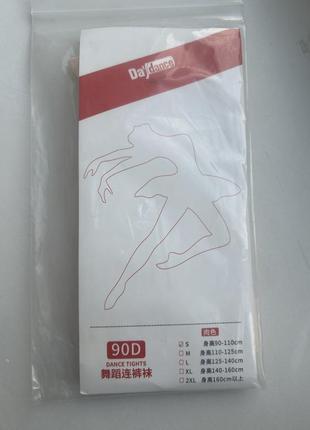 Daydance
90D
DANCE TIGHTS
舞蹈连裤袜
肉色
☑ S 身高90-110cm
☐ M 身高110-125cm
☐ L 身高125-140cm
☐ XL 身高140-160cm
☐ 2XL 身高160cm以上